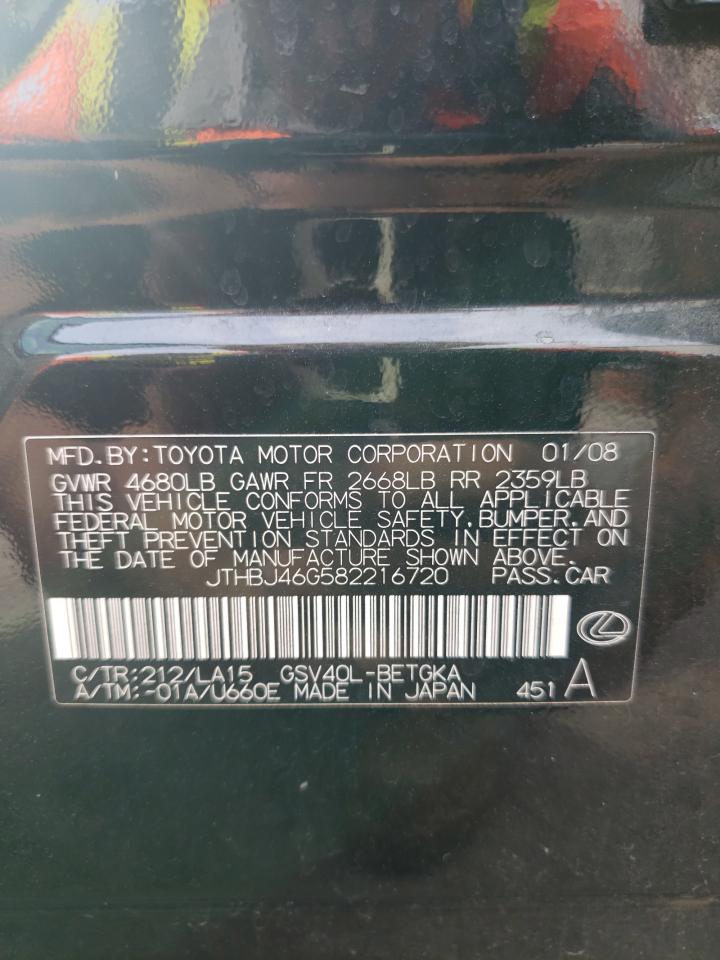 MFD. BY: TOYOTA MOTOR CORPORATION 01/08
GVWR 4680LB GAWR FR 2668LB RR 2359LB
THIS VEHICLE CONFORMS TO ALL APPLICABLE
FEDERAL MOTOR VEHICLE SAFETY, BUMPER, AND
THEFT PREVENTION STANDARDS IN EFFECT ON
THE DATE OF MANUFACTURE SHOWN ABOVE.
JTHBJ46G582216720 PASS. CAR
C/TR: 212/LA15 GSV40L-BETGKA
A/TM: -01A/U660E MADE IN JAPAN 451 A